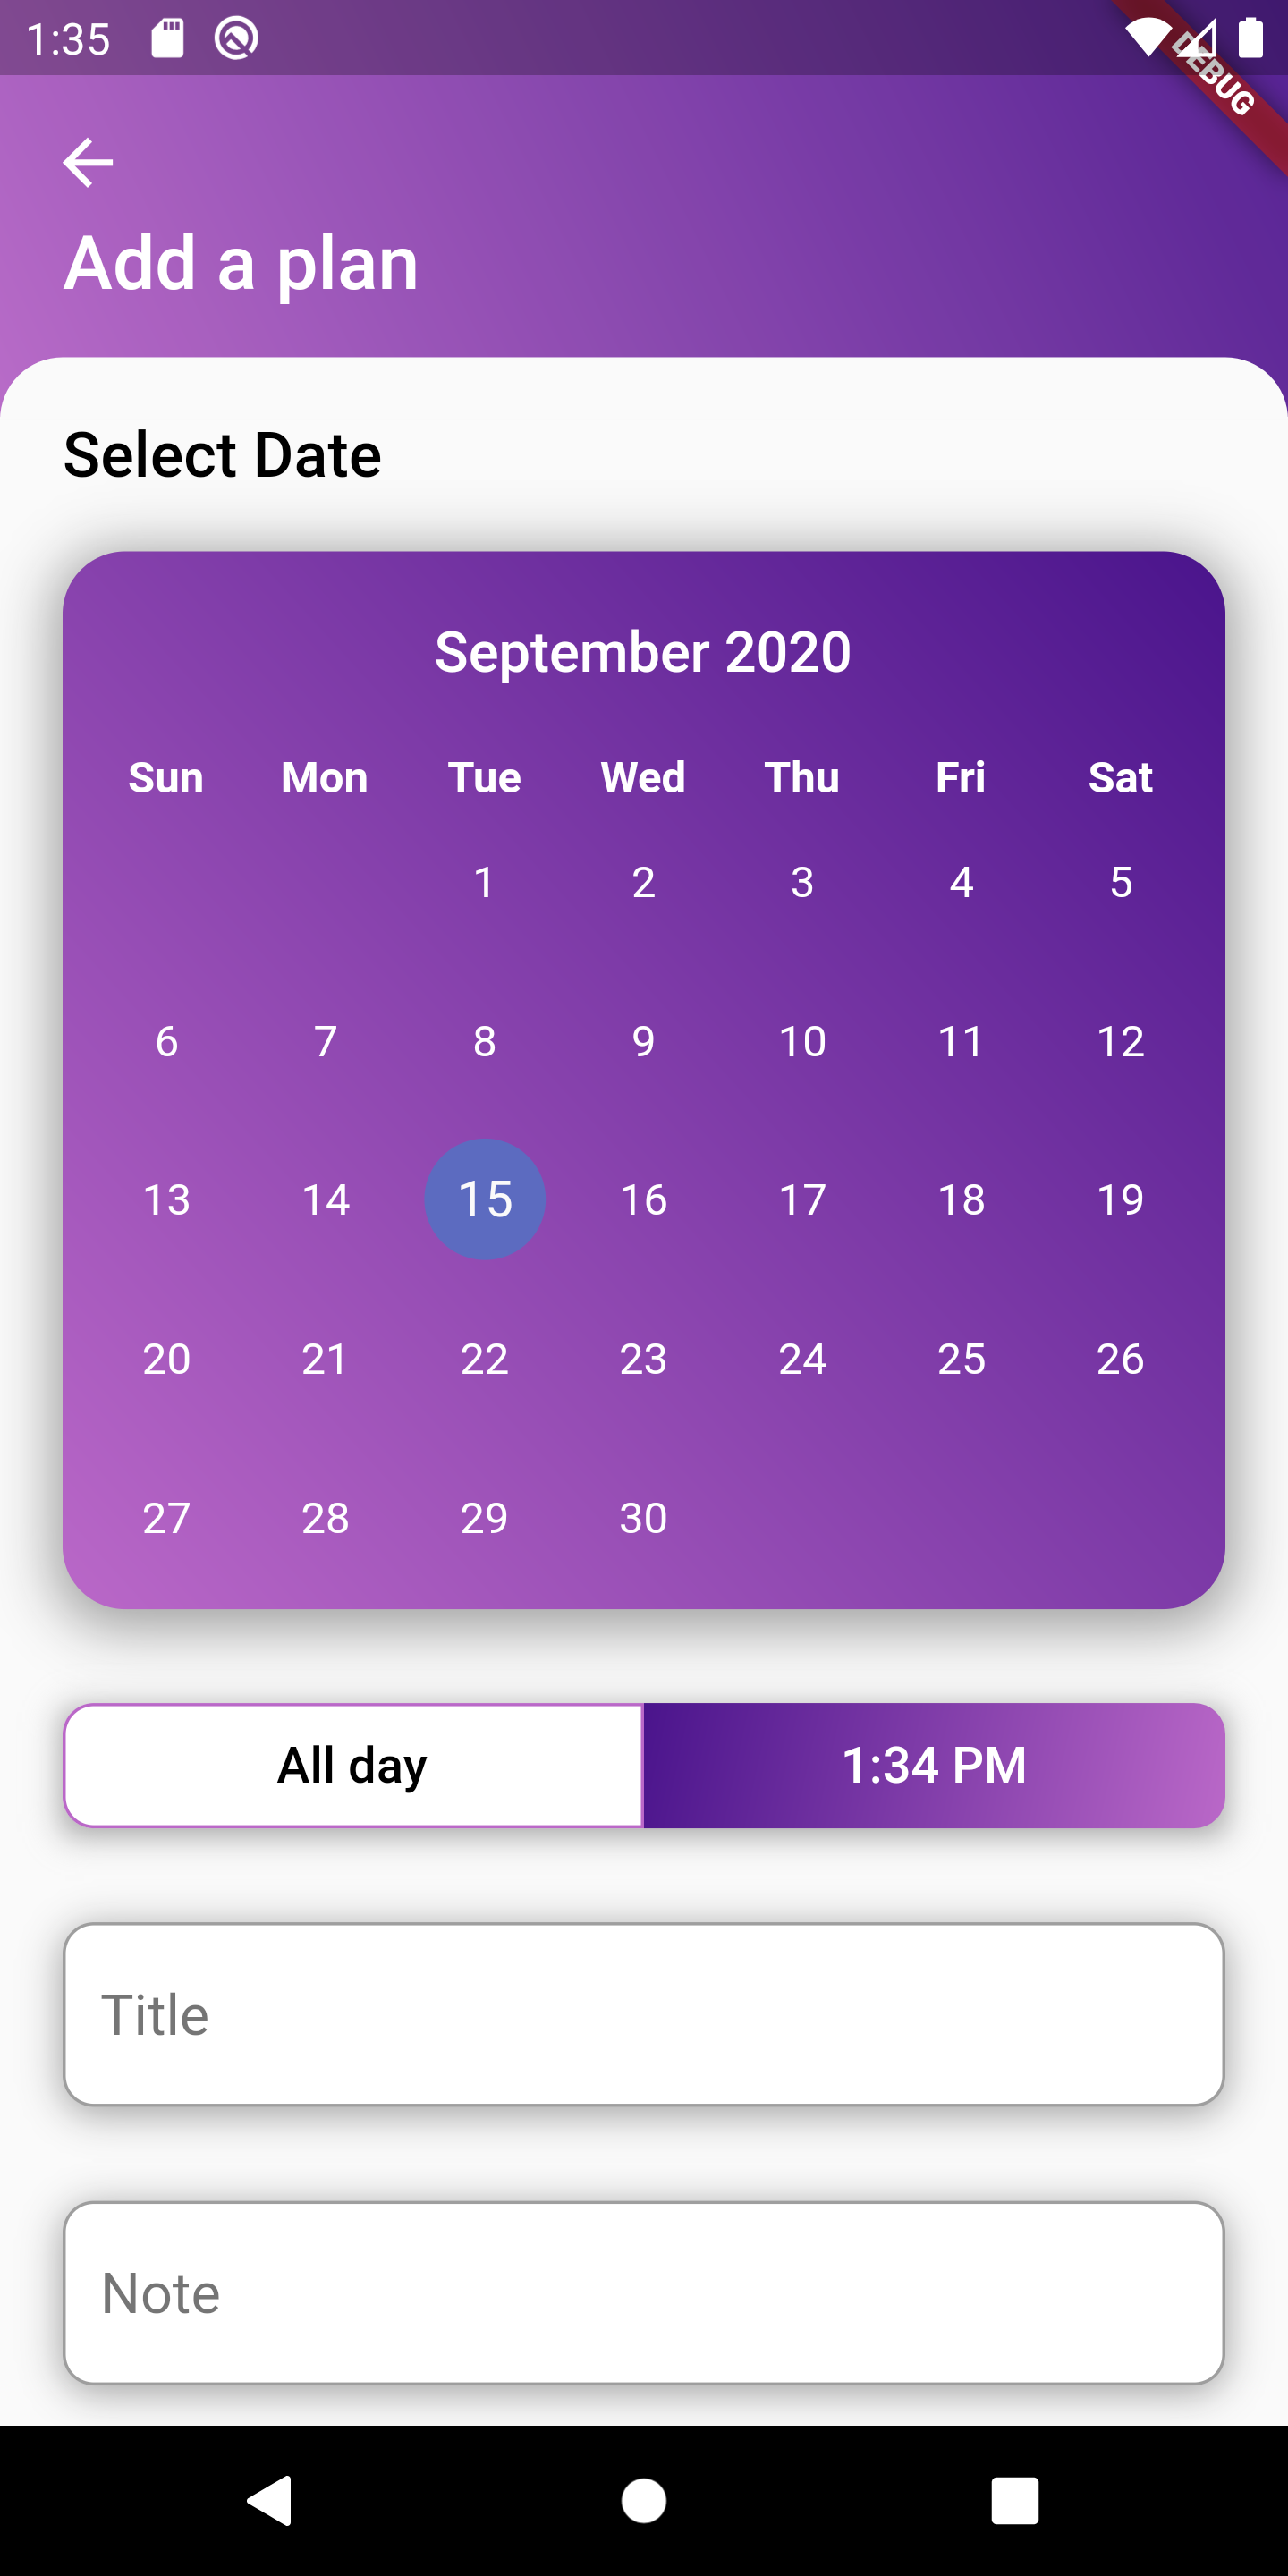 1:35
DEBUG
Add a plan
Select Date
September 2020
Sun Mon Tue Wed Thu Fri Sat
1 2 3 4 5
6 7 8 9 10 11 12
13 14 15 16 17 18 19
20 21 22 23 24 25 26
27 28 29 30
All day 1:34 PM
Title
Note